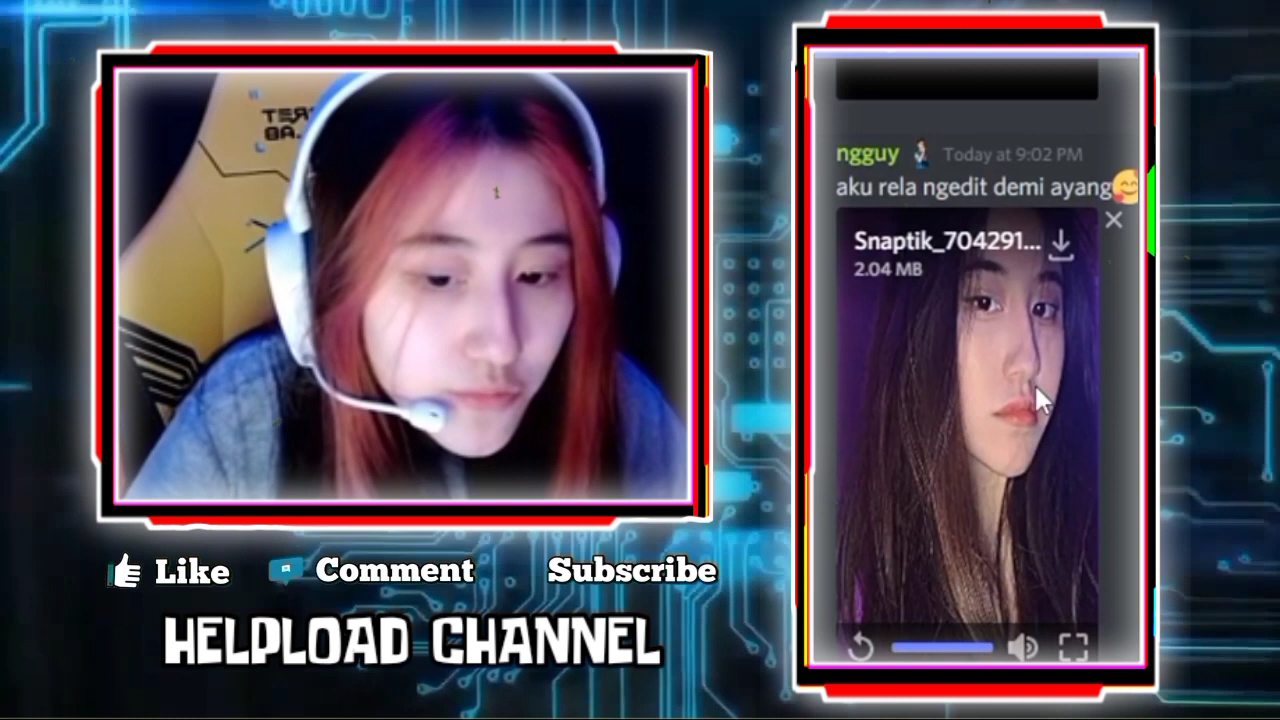 ngguy Today at 9:02 PM
aku rela ngedit demi ayang🥰
Snaptik_704291...
2.04 MB
Like Comment Subscribe
HELPLOAD CHANNEL